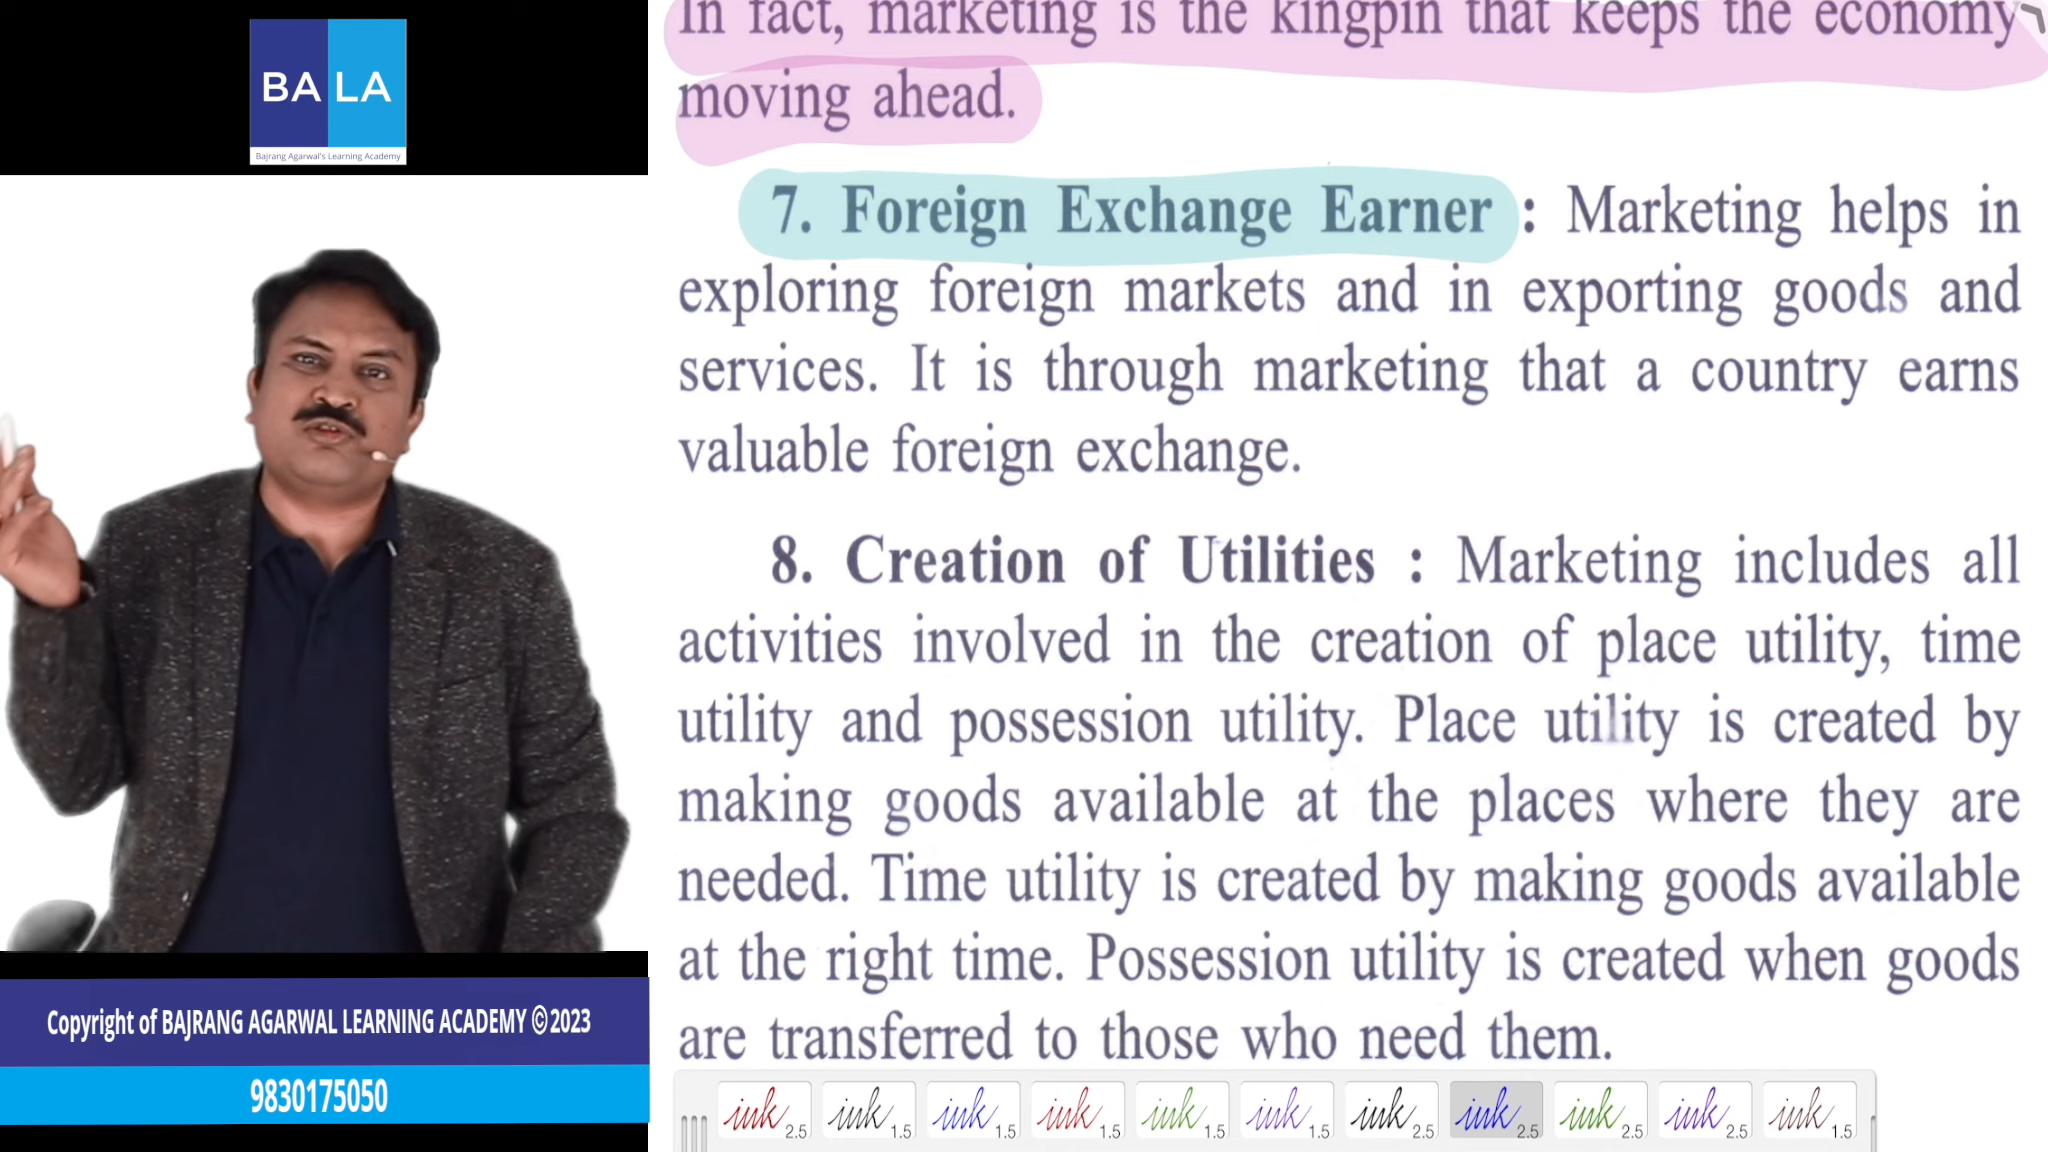 BALA
Bajrang Agarwal's Learning Academy
In fact, marketing is the kingpin that keeps the economy
moving ahead.
7. Foreign Exchange Earner : Marketing helps in
exploring foreign markets and in exporting goods and
services. It is through marketing that a country earns
valuable foreign exchange.
8. Creation of Utilities : Marketing includes all
activities involved in the creation of place utility, time
utility and possession utility. Place utility is created by
making goods available at the places where they are
needed. Time utility is created by making goods available
at the right time. Possession utility is created when goods
are transferred to those who need them.
Copyright of BAJRANG AGARWAL LEARNING ACADEMY ©2023
9830175050
ink 2.5 ink 1.5 ink 1.5 ink 1.5 ink 1.5 ink 1.5 ink 2.5 ink 2.5 ink 2.5 ink 2.5 ink 1.5